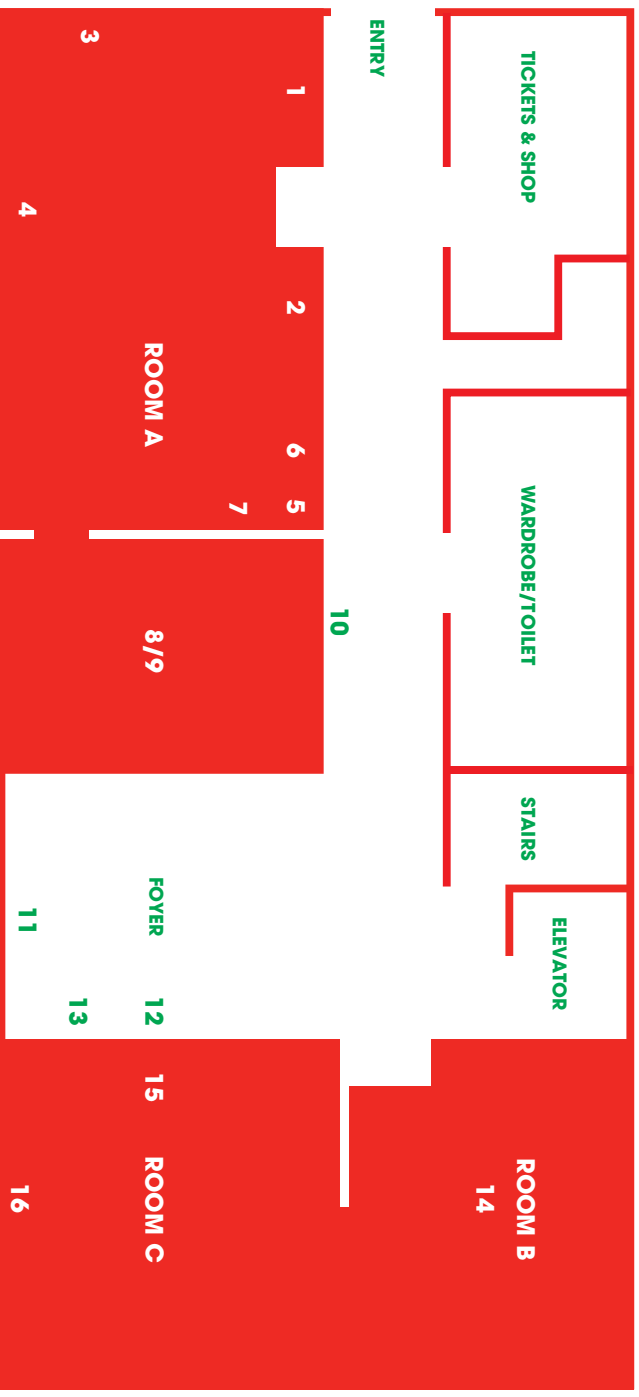 TICKETS & SHOP
WARDROBE/TOILET
STAIRS
ELEVATOR
ROOM B
14
ENTRY
10
1
2
6
5
7
ROOM A
8/9
FOYER
12
15
ROOM C
3
13
4
11
16